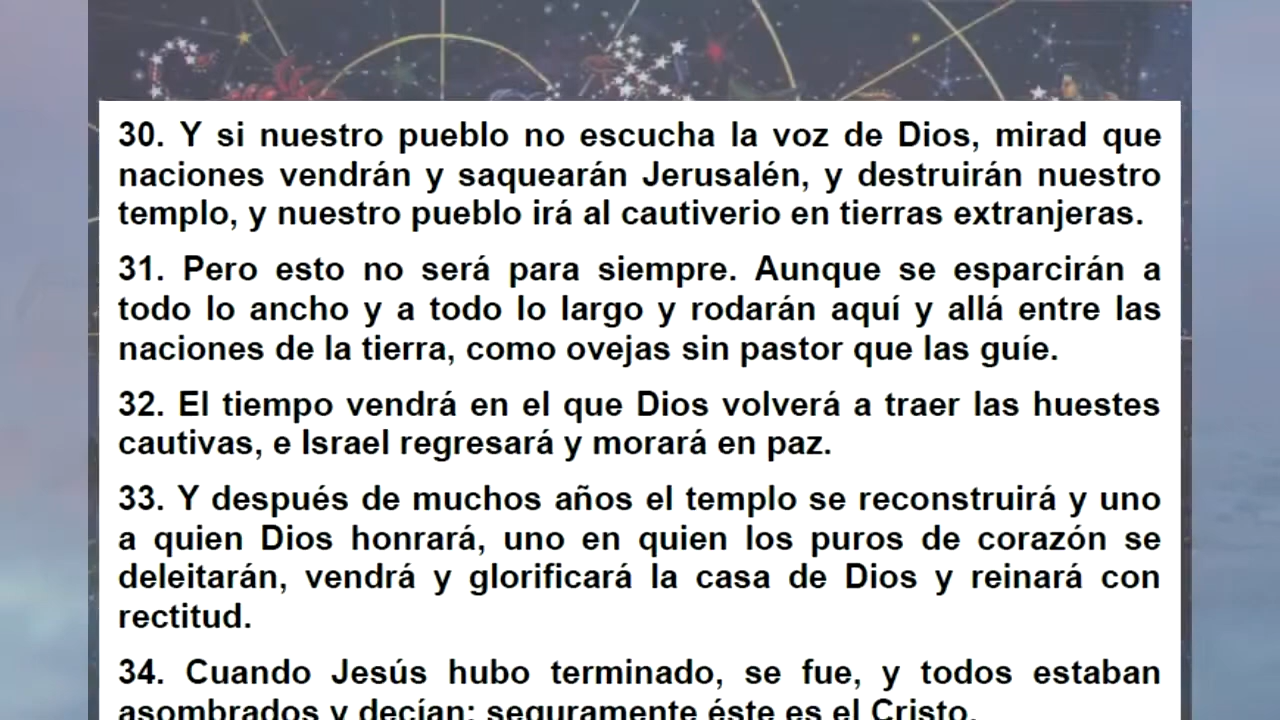 30. Y si nuestro pueblo no escucha la voz de Dios, mirad que
naciones vendrán y saquearán Jerusalén, y destruirán nuestro
templo, y nuestro pueblo irá al cautiverio en tierras extranjeras.
31. Pero esto no será para siempre. Aunque se esparcirán a
todo lo ancho y a todo lo largo y rodarán aquí y allá entre las
naciones de la tierra, como ovejas sin pastor que las guíe.
32. El tiempo vendrá en el que Dios volverá a traer las huestes
cautivas, e Israel regresará y morará en paz.
33. Y después de muchos años el templo se reconstruirá y uno
a quien Dios honrará, uno en quien los puros de corazón se
deleitarán, vendrá y glorificará la casa de Dios y reinará con
rectitud.
34. Cuando Jesús hubo terminado, se fue, y todos estaban
asombrados y decían: seguramente éste es el Cristo.